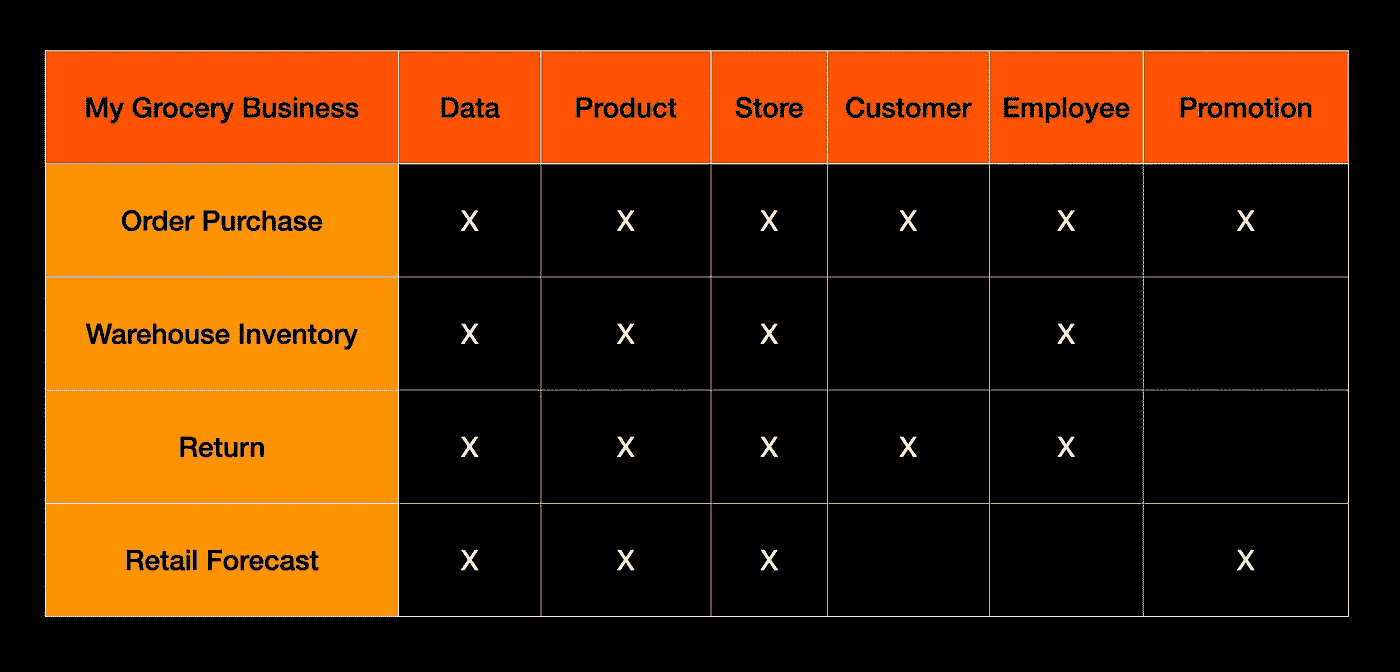 My Grocery Business Data Product Store Customer Employee Promotion
Order Purchase X X X X X X
Warehouse Inventory X X X X
Return X X X X X
Retail Forecast X X X X